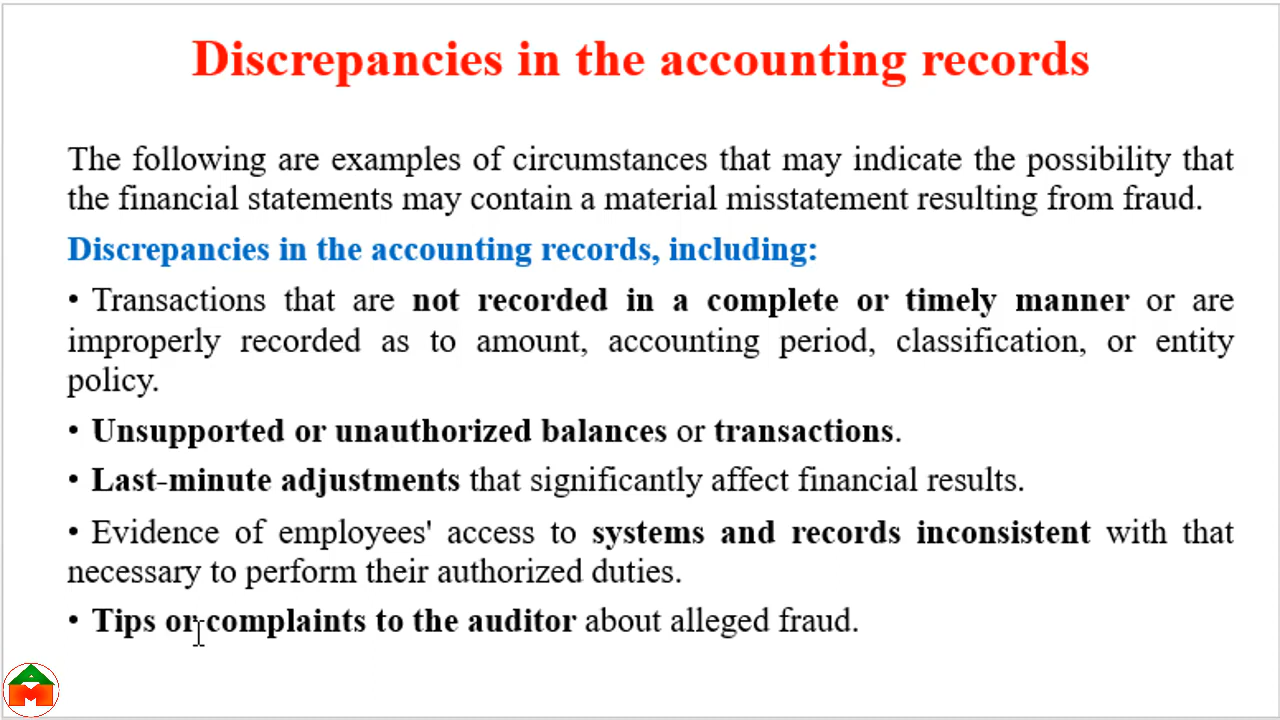 Discrepancies in the accounting records
The following are examples of circumstances that may indicate the possibility that
the financial statements may contain a material misstatement resulting from fraud.
Discrepancies in the accounting records, including:
• Transactions that are not recorded in a complete or timely manner or are
improperly recorded as to amount, accounting period, classification, or entity
policy.
• Unsupported or unauthorized balances or transactions.
• Last-minute adjustments that significantly affect financial results.
• Evidence of employees' access to systems and records inconsistent with that
necessary to perform their authorized duties.
• Tips or complaints to the auditor about alleged fraud.